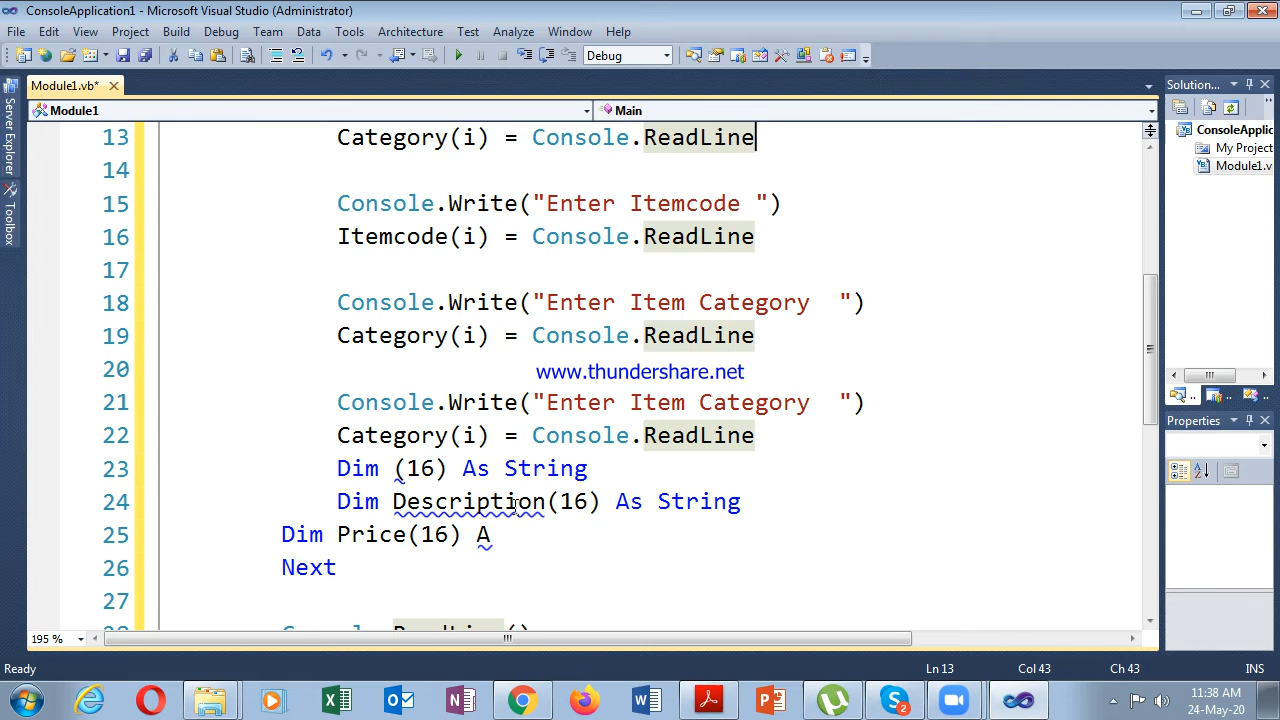 ConsoleApplication1 - Microsoft Visual Studio (Administrator)
File Edit View Project Build Debug Team Data Tools Architecture Test Analyze Window Help
Debug
Server Explorer
Toolbox
Module1.vb*
Module1
Main
13 Category(i) = Console.ReadLine
14
15 Console.Write("Enter Itemcode ")
16 Itemcode(i) = Console.ReadLine
17
18 Console.Write("Enter Item Category  ")
19 Category(i) = Console.ReadLine
20
www.thundershare.net
21 Console.Write("Enter Item Category  ")
22 Category(i) = Console.ReadLine
23 Dim (16) As String
24 Dim Description(16) As String
25 Dim Price(16) A
26 Next
27
195 %
Solution...
ConsoleApplic
My Project
Module1.v
Properties
Ready
Ln 13
Col 43
Ch 43
INS
2
11:38 AM
24-May-20